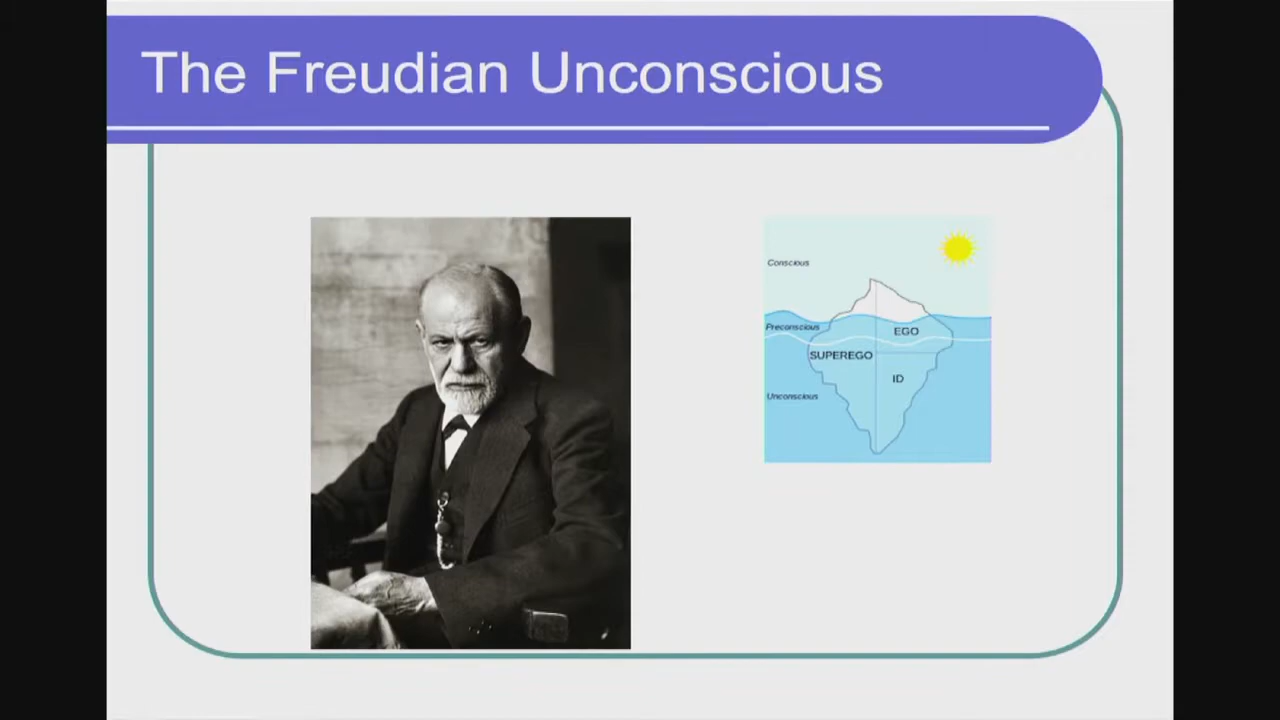 The Freudian Unconscious
Conscious
Preconscious
EGO
SUPEREGO
ID
Unconscious